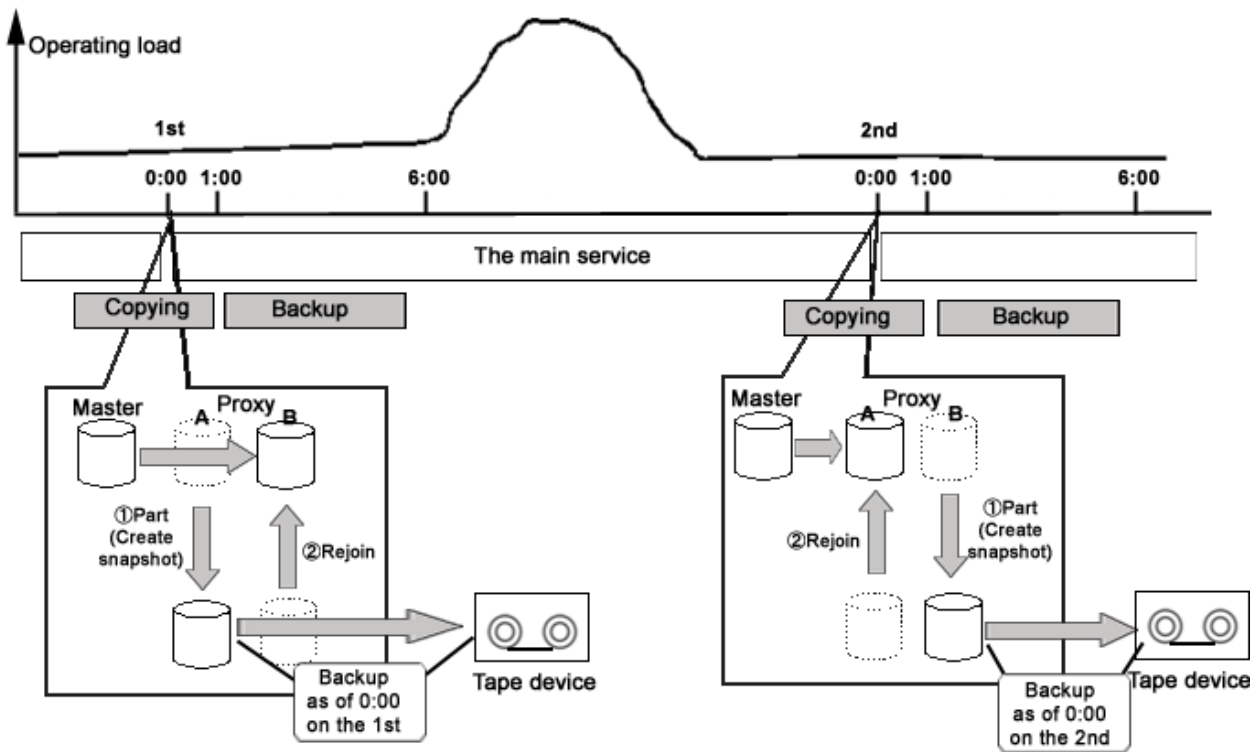 Operating load
1st
2nd
0:00 1:00 6:00 0:00 1:00 6:00
The main service
Copying Backup
Copying Backup
Master Proxy
A B
①Part
(Create
snapshot)
②Rejoin
Backup
as of 0:00
on the 1st
Tape device
Master Proxy
A B
②Rejoin
①Part
(Create
snapshot)
Backup
as of 0:00
on the 2nd
Tape device